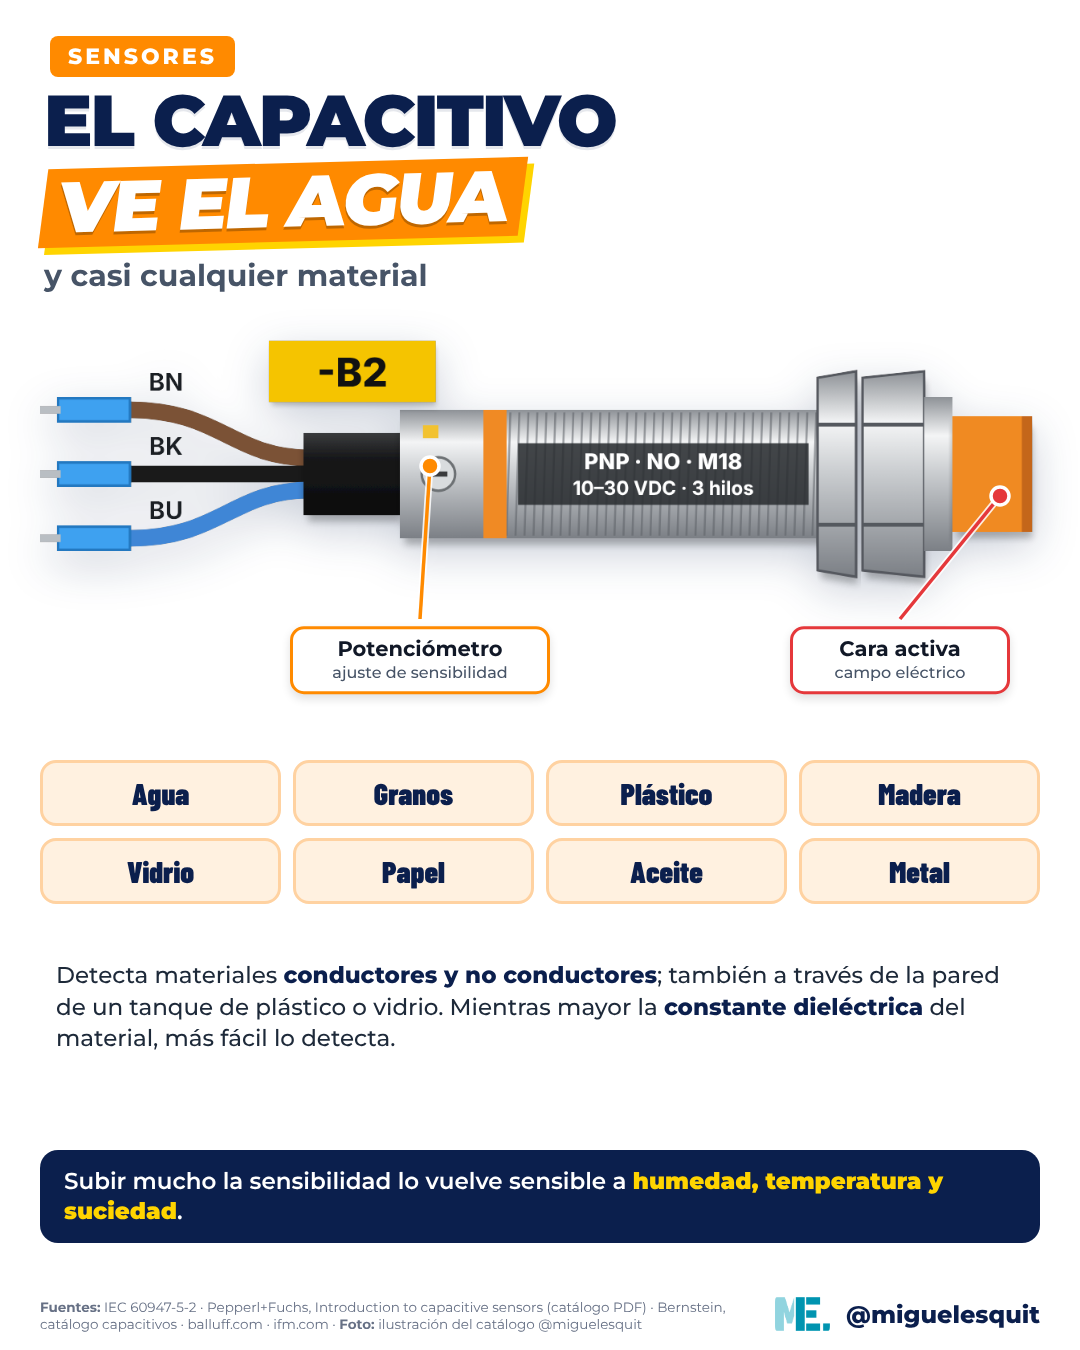 SENSORES
EL CAPACITIVO
VE EL AGUA
y casi cualquier material
-B2
BN
BK
BU
PNP · NO · M18
10–30 VDC · 3 hilos
Potenciómetro
ajuste de sensibilidad
Cara activa
campo eléctrico
Agua
Granos
Plástico
Madera
Vidrio
Papel
Aceite
Metal
Detecta materiales conductores y no conductores; también a través de la pared
de un tanque de plástico o vidrio. Mientras mayor la constante dieléctrica del
material, más fácil lo detecta.
Subir mucho la sensibilidad lo vuelve sensible a humedad, temperatura y
suciedad.
Fuentes: IEC 60947-5-2 · Pepperl+Fuchs, Introduction to capacitive sensors (catálogo PDF) · Bernstein,
catálogo capacitivos · balluff.com · ifm.com · Foto: ilustración del catálogo @miguelesquit
ME.
@miguelesquit